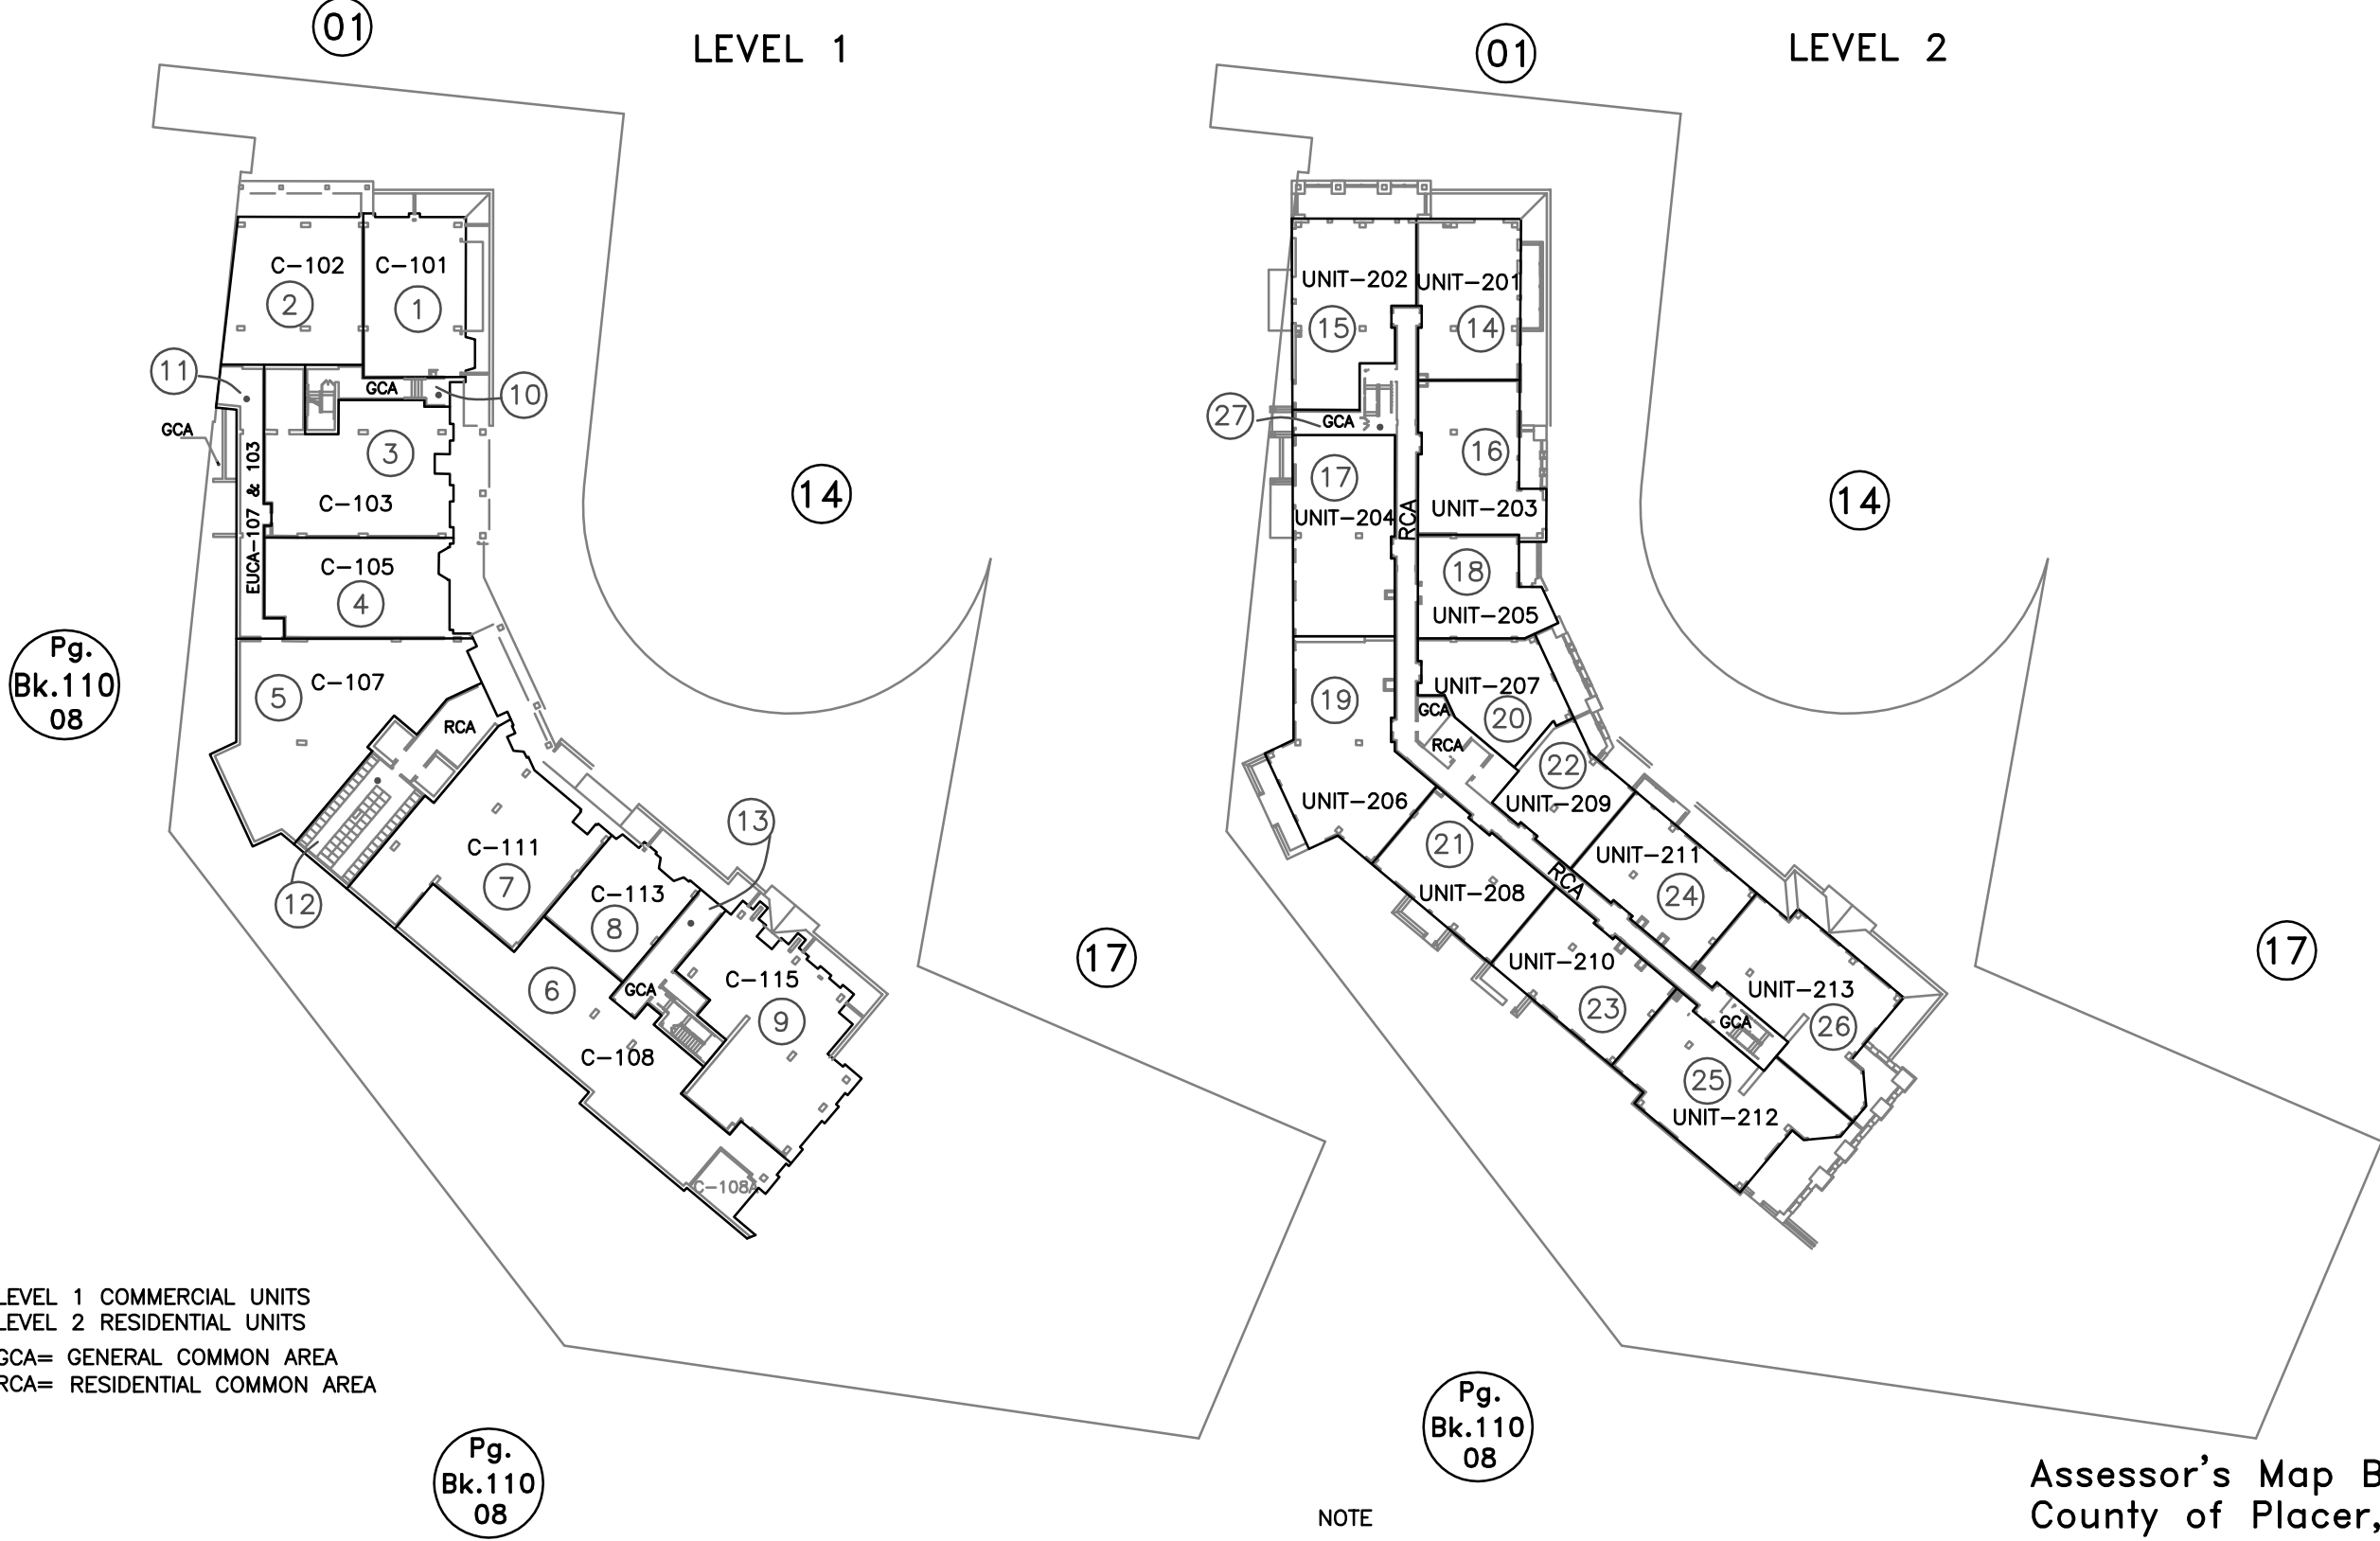 01
LEVEL 1
C-102
C-101
2
1
11
GCA
10
GCA
3
EUCA-107 & 103
C-103
14
C-105
4
Pg.
Bk.110
08
5
C-107
RCA
C-111
7
13
12
C-113
8
6
GCA
C-115
9
17
C-108
C-108A
LEVEL 1 COMMERCIAL UNITS
LEVEL 2 RESIDENTIAL UNITS
GCA= GENERAL COMMON AREA
RCA= RESIDENTIAL COMMON AREA
Pg.
Bk.110
08
01
LEVEL 2
UNIT-202
UNIT-201
15
14
27
GCA
16
17
UNIT-203
UNIT-204
RCA
14
18
UNIT-205
19
UNIT-207
GCA
20
RCA
22
UNIT-206
UNIT-209
21
UNIT-211
RCA
UNIT-208
24
UNIT-210
17
UNIT-213
23
GCA
26
25
UNIT-212
Pg.
Bk.110
08
NOTE
Assessor's Map B
County of Placer,